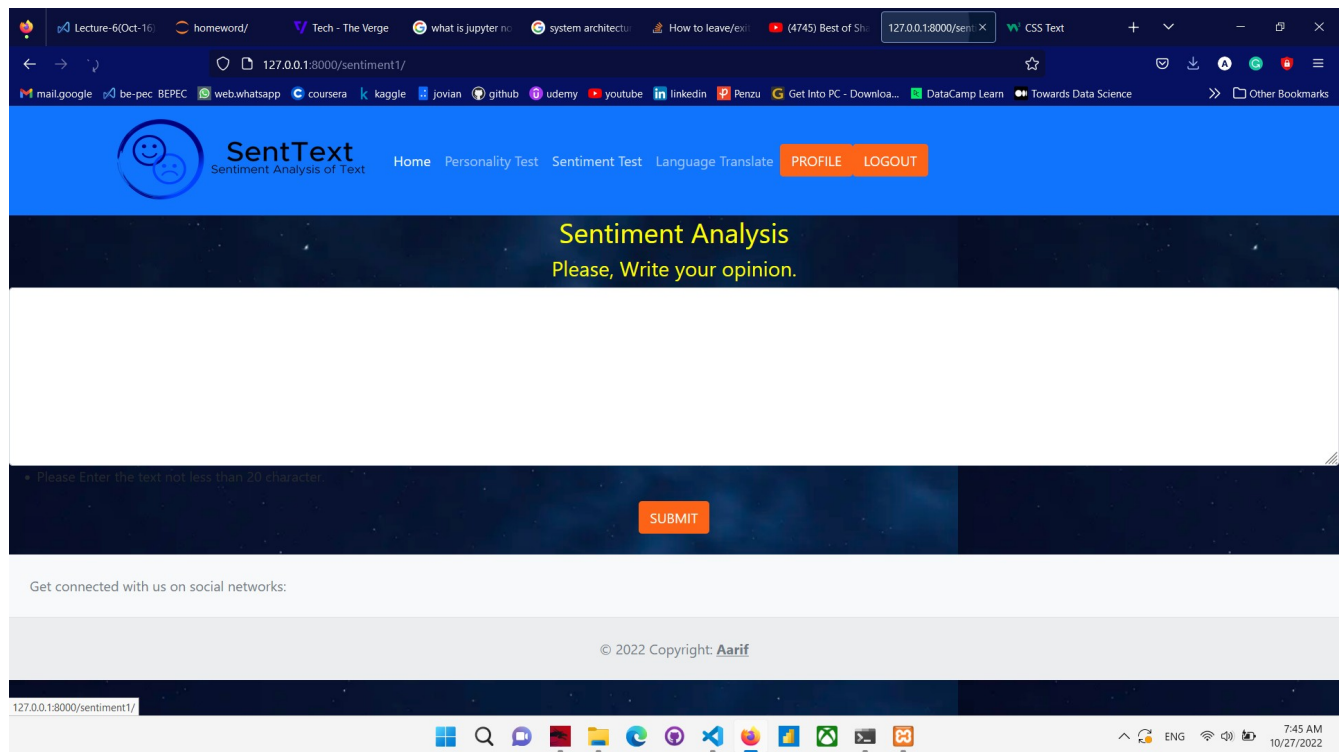 Lecture-6(Oct-16)
homeword/
Tech - The Verge
what is jupyter no
system architectur
How to leave/exit
(4745) Best of Sha
127.0.0.1:8000/senti
CSS Text
127.0.0.1:8000/sentiment1/
mail.google
be-pec BEPEC
web.whatsapp
coursera
kaggle
jovian
github
udemy
youtube
linkedin
Penzu
Get Into PC - Downloa...
DataCamp Learn
Towards Data Science
Other Bookmarks
SentText
Sentiment Analysis of Text
Home Personality Test Sentiment Test Language Translate PROFILE LOGOUT
Sentiment Analysis
Please, Write your opinion.
Please Enter the text not less than 20 character.
SUBMIT
Get connected with us on social networks:
© 2022 Copyright: Aarif
127.0.0.1:8000/sentiment1/
ENG
7:45 AM
10/27/2022